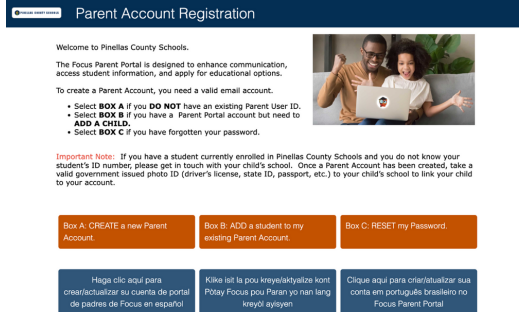 PINELLAS COUNTY SCHOOLS
Parent Account Registration
Welcome to Pinellas County Schools.
The Focus Parent Portal is designed to enhance communication,
access student information, and apply for educational options.
To create a Parent Account, you need a valid email account.
• Select BOX A if you DO NOT have an existing Parent User ID.
• Select BOX B if you have a  Parent Portal account but need to
ADD A CHILD.
• Select BOX C if you have forgotten your password.
Important Note:  If you have a student currently enrolled in Pinellas County Schools and you do not know your
student's ID number, please get in touch with your child's school.  Once a Parent Account has been created, take a
valid government issued photo ID (driver's license, state ID, passport, etc.) to your child's school to link your child
to your account.
Box A: CREATE a new Parent
Account.
Box B: ADD a student to my
existing Parent Account.
Box C: RESET my Password.
Haga clic aquí para
crear/actualizar su cuenta de portal
de padres de Focus en español
Klike isit la pou kreye/aktyalize kont
Pòtay Focus pou Paran yo nan lang
kreyòl ayisyen
Clique aqui para criar/atualizar sua
conta em português brasileiro no
Focus Parent Portal